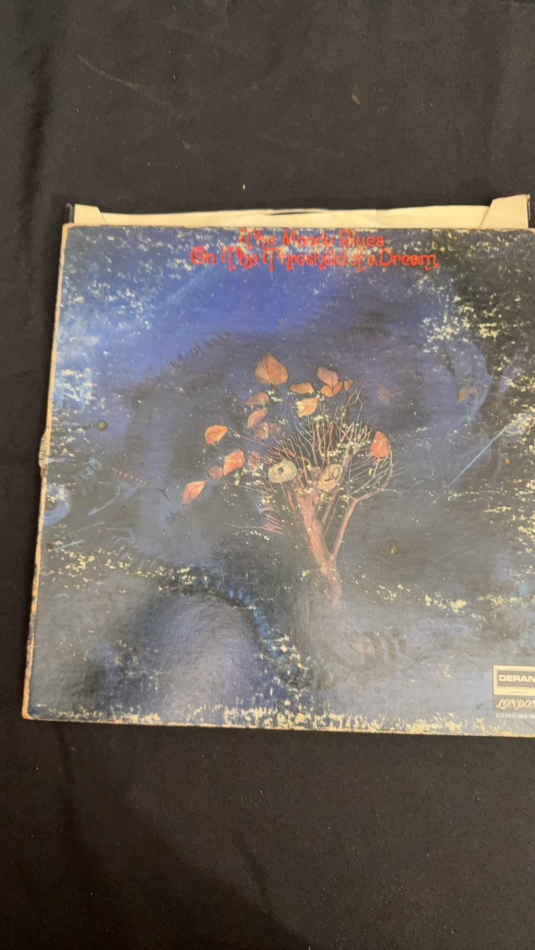 The Moody Blues
On The Threshold of a Dream
DERAM
LONDON